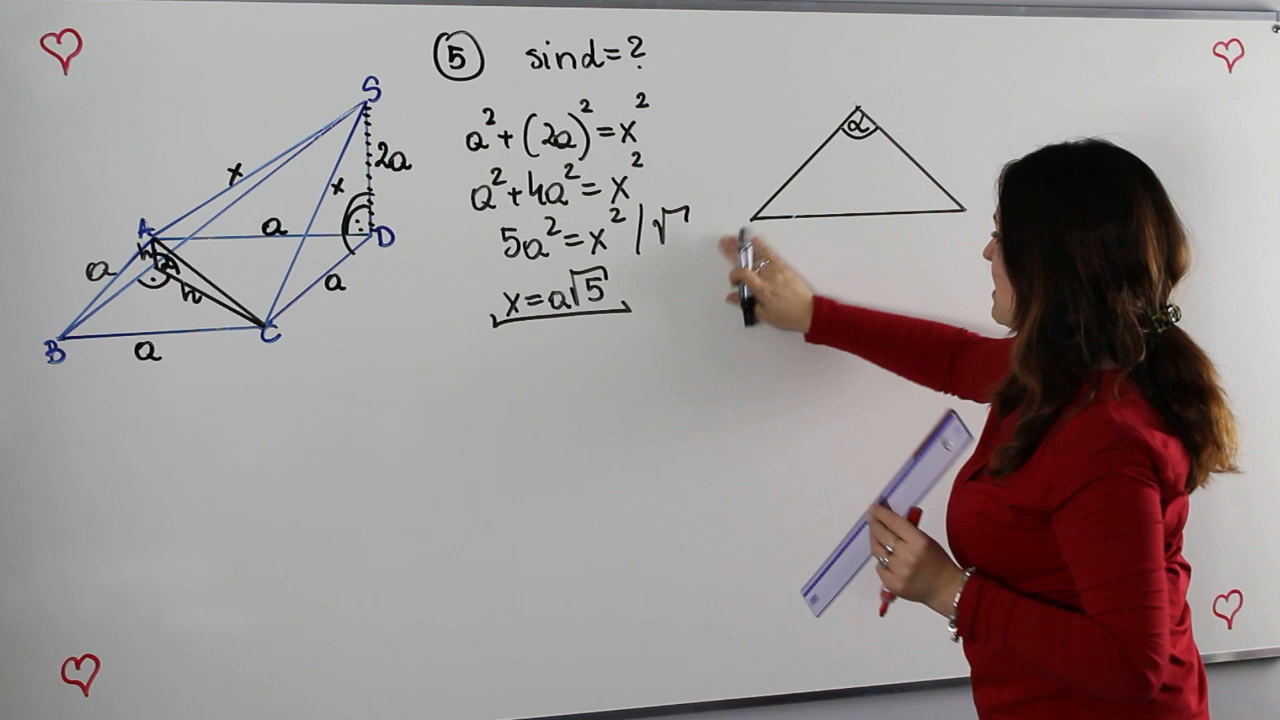 5 sinα=?
a²+(2a)²=x²
a²+4a²=x²
5a²=x² |√
x=a√5
S
x
x
2a
A
a
D
a
h
α
h
a
B
a
C
α